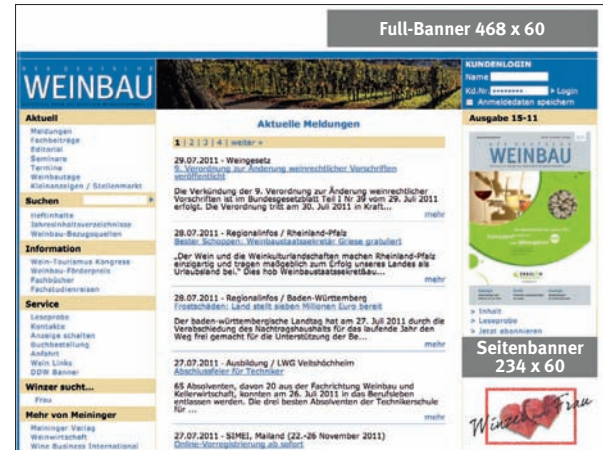 Full-Banner 468 x 60
DER DEUTSCHE
WEINBAU
KUNDENLOGIN
Name
Kd.Nr.
Login
Anmeldedaten speichern
Aktuell
Meldungen
Fachbeiträge
Editorial
Seminare
Termine
Weinbautage
Kleinanzeigen / Stellenmarkt
Suchen
Heftinhalte
Jahresinhaltsverzeichnisse
Weinbau-Bezugsquellen
Information
Wein-Tourismus Kongress
Weinbau-Förderpreis
Fachbücher
Fachstudienreisen
Service
Leseprobe
Kontakte
Anzeige schalten
Buchbestellung
Anfahrt
Wein Links
DDW Banner
Winzer sucht...
Frau
Mehr von Meininger
Meininger Verlag
Weinwirtschaft
Wine Business International
Aktuelle Meldungen
1 | 2 | 3 | 4 | weiter »
29.07.2011 - Weingesetz
9. Verordnung zur Änderung weinrechtlicher Vorschriften
veröffentlicht
Die Verkündung der 9. Verordnung zur Änderung weinrechtlicher
Vorschriften ist im Bundesgesetzblatt Teil I Nr 39 vom 29. Juli 2011
erfolgt. Die Verordnung tritt am 30. Juli 2011 in Kraft...
mehr
28.07.2011 - Regionalinfos / Rheinland-Pfalz
Bester Schoppen: Weinbaustaatssekretär Griese gratuliert
„Der Wein und die Weinkulturlandschaften machen Rheinland-Pfalz
einzigartig und tragen maßgeblich zum Erfolg unseres Landes als
Urlaubsland bei." Dies hob Weinbaustaatssekretäau...
mehr
28.07.2011 - Regionalinfos / Baden-Württemberg
Frostschäden: Land stellt sieben Millionen Euro bereit
Der baden-württembergische Landtag hat am 27. Juli 2011 durch die
Verabschiedung des Nachtragshaushalts für das laufende Jahr den
Weg frei gemacht für die Unterstützung der Be...
mehr
27.07.2011 - Ausbildung / LWG Veitshöchheim
Abschlussfeier für Techniker
65 Absolventen, davon 20 aus der Fachrichtung Weinbau und
Kellerwirtschaft, konnten am 26. Juli 2011 in das Berufsleben
entlassen werden. Die drei besten Absolventen der Technikerschule
für ...
mehr
27.07.2011 - SIMEI, Mailand (22.-26 November 2011)
Online-Vorregistrierung ab sofort
Ausgabe 15-11
WEINBAU
» Inhalt
» Leseprobe
» Jetzt abonnieren
Seitenbanner
234 x 60
Winzer Frau